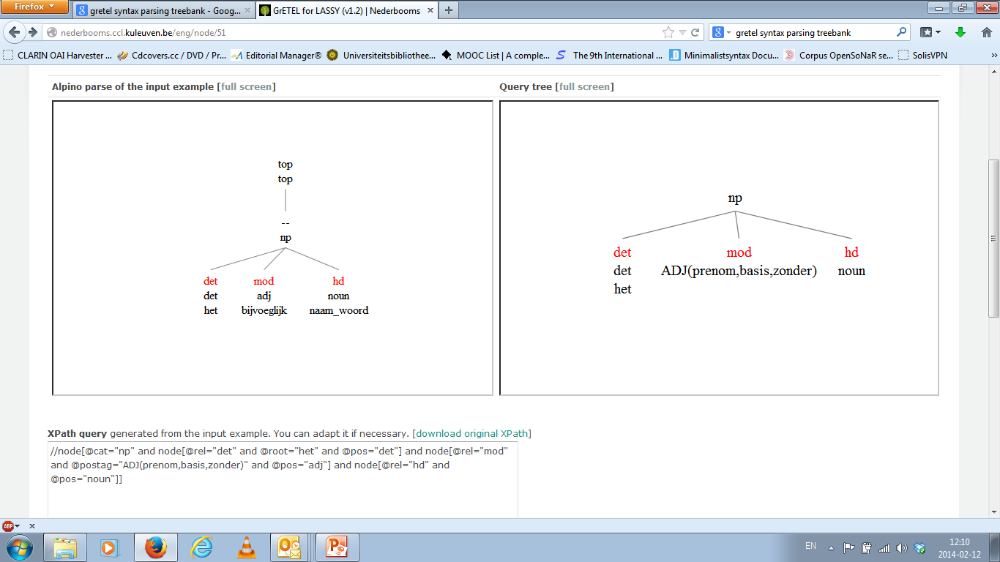 Firefox
gretel syntax parsing treebank - Goog...
GrETEL for LASSY (v1.2) | Nederbooms
nederbooms.ccl.kuleuven.be/eng/node/51
gretel syntax parsing treebank
CLARIN OAI Harvester ...
Cdcovers.cc / DVD / Pr...
Editorial Manager®
Universiteitsbibliothee...
MOOC List | A comple...
The 9th International ...
Minimalistsyntax Docu...
Corpus OpenSoNaR se...
SolisVPN
Alpino parse of the input example [full screen]
Query tree [full screen]
top
top
--
np
det mod hd
det adj noun
het bijvoeglijk naam_woord
np
det mod hd
det ADJ(prenom,basis,zonder) noun
het
XPath query generated from the input example. You can adapt it if necessary. [download original XPath]
//node[@cat="np" and node[@rel="det" and @root="het" and @pos="det"] and node[@rel="mod"
and @postag="ADJ(prenom,basis,zonder)" and @pos="adj"] and node[@rel="hd" and
@pos="noun"]]
ABP
EN
12:10
2014-02-12